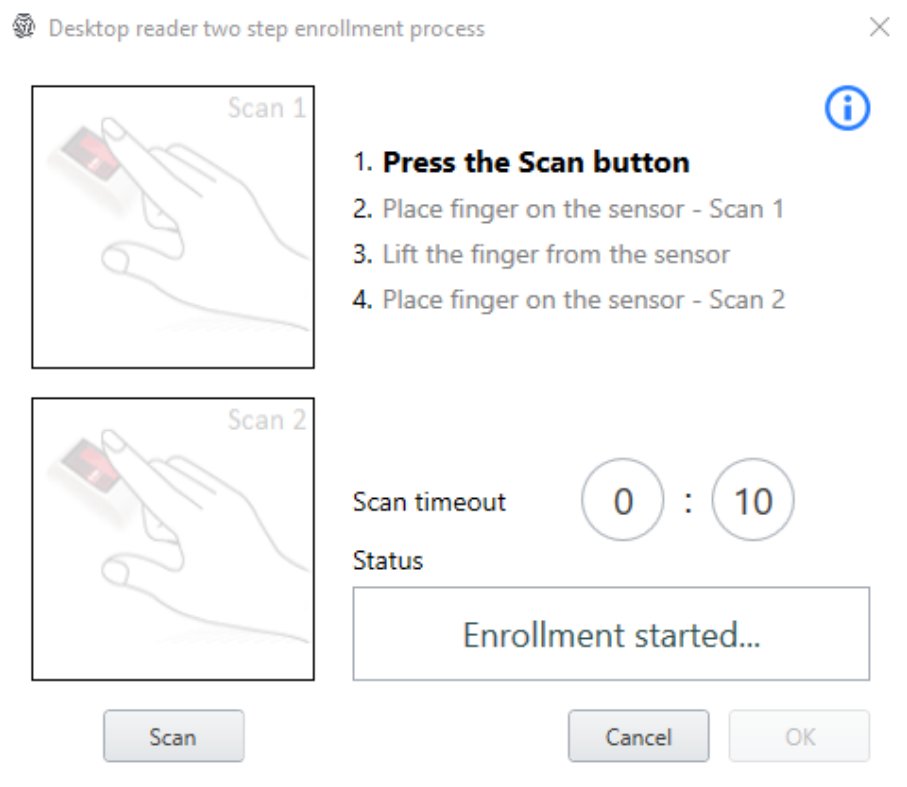 Desktop reader two step enrollment process
Scan 1
1. Press the Scan button
2. Place finger on the sensor - Scan 1
3. Lift the finger from the sensor
4. Place finger on the sensor - Scan 2
Scan 2
Scan timeout 0 : 10
Status
Enrollment started...
Scan Cancel OK